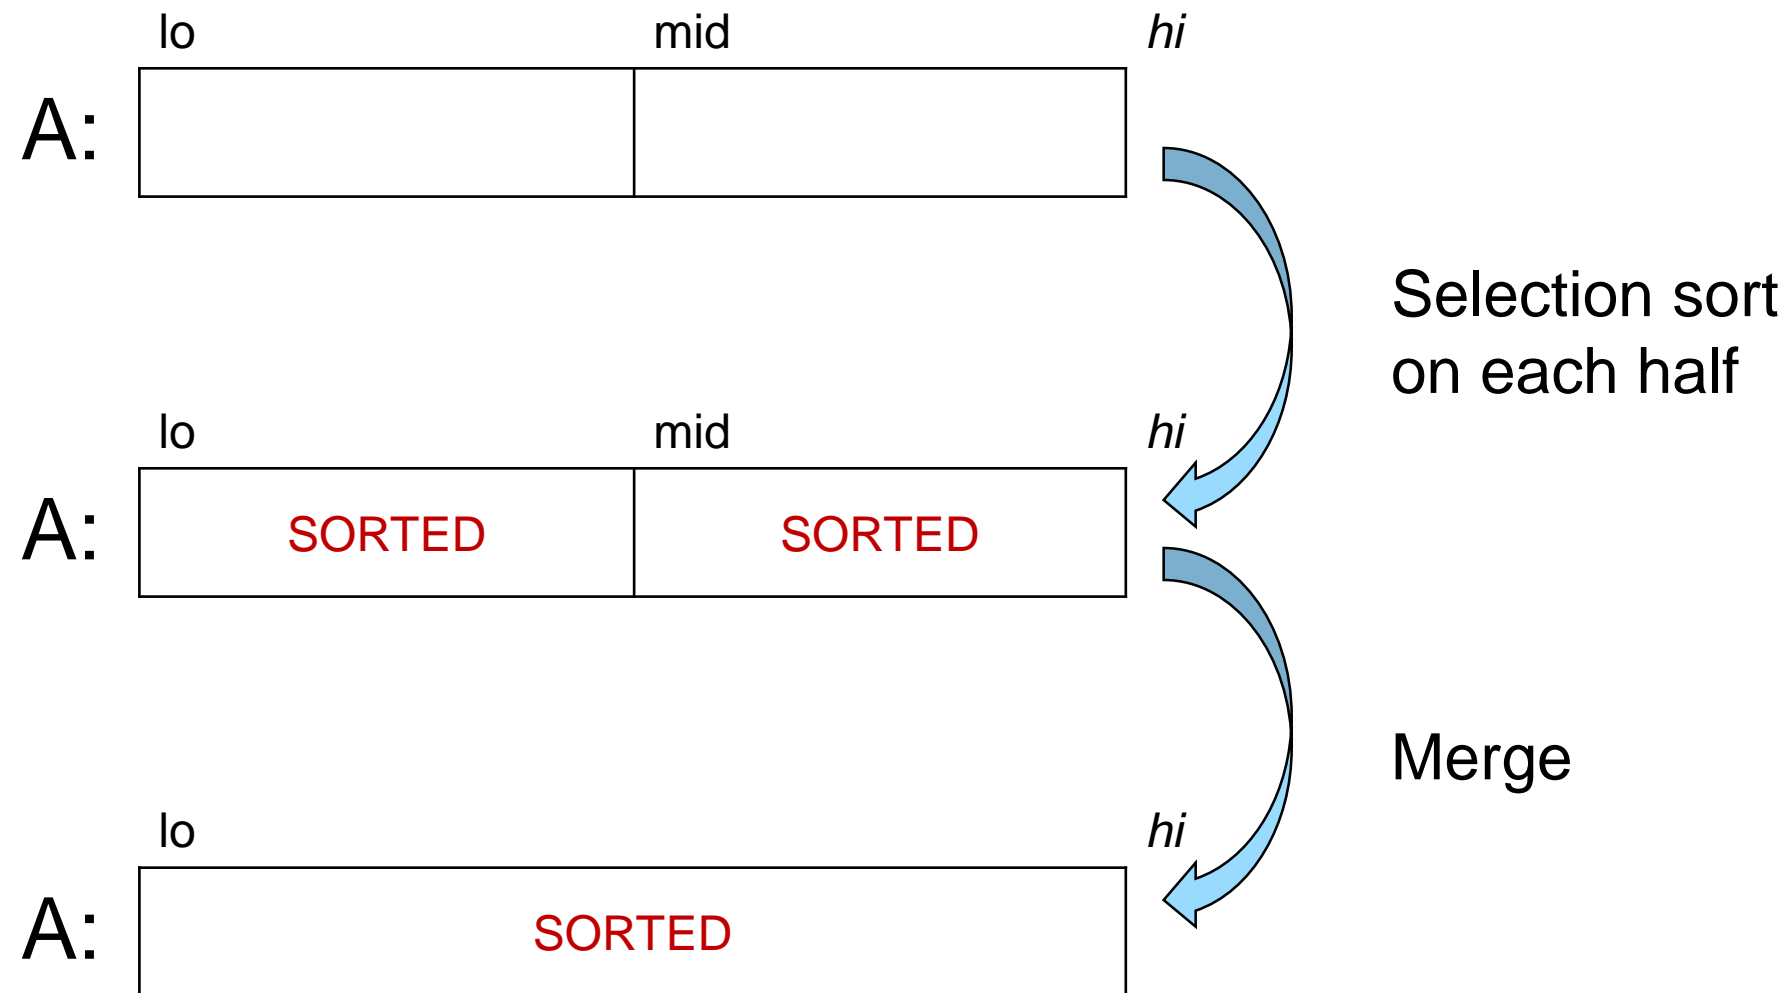 lo mid hi
A:
Selection sort
on each half
lo mid hi
A: SORTED SORTED
Merge
lo hi
A: SORTED